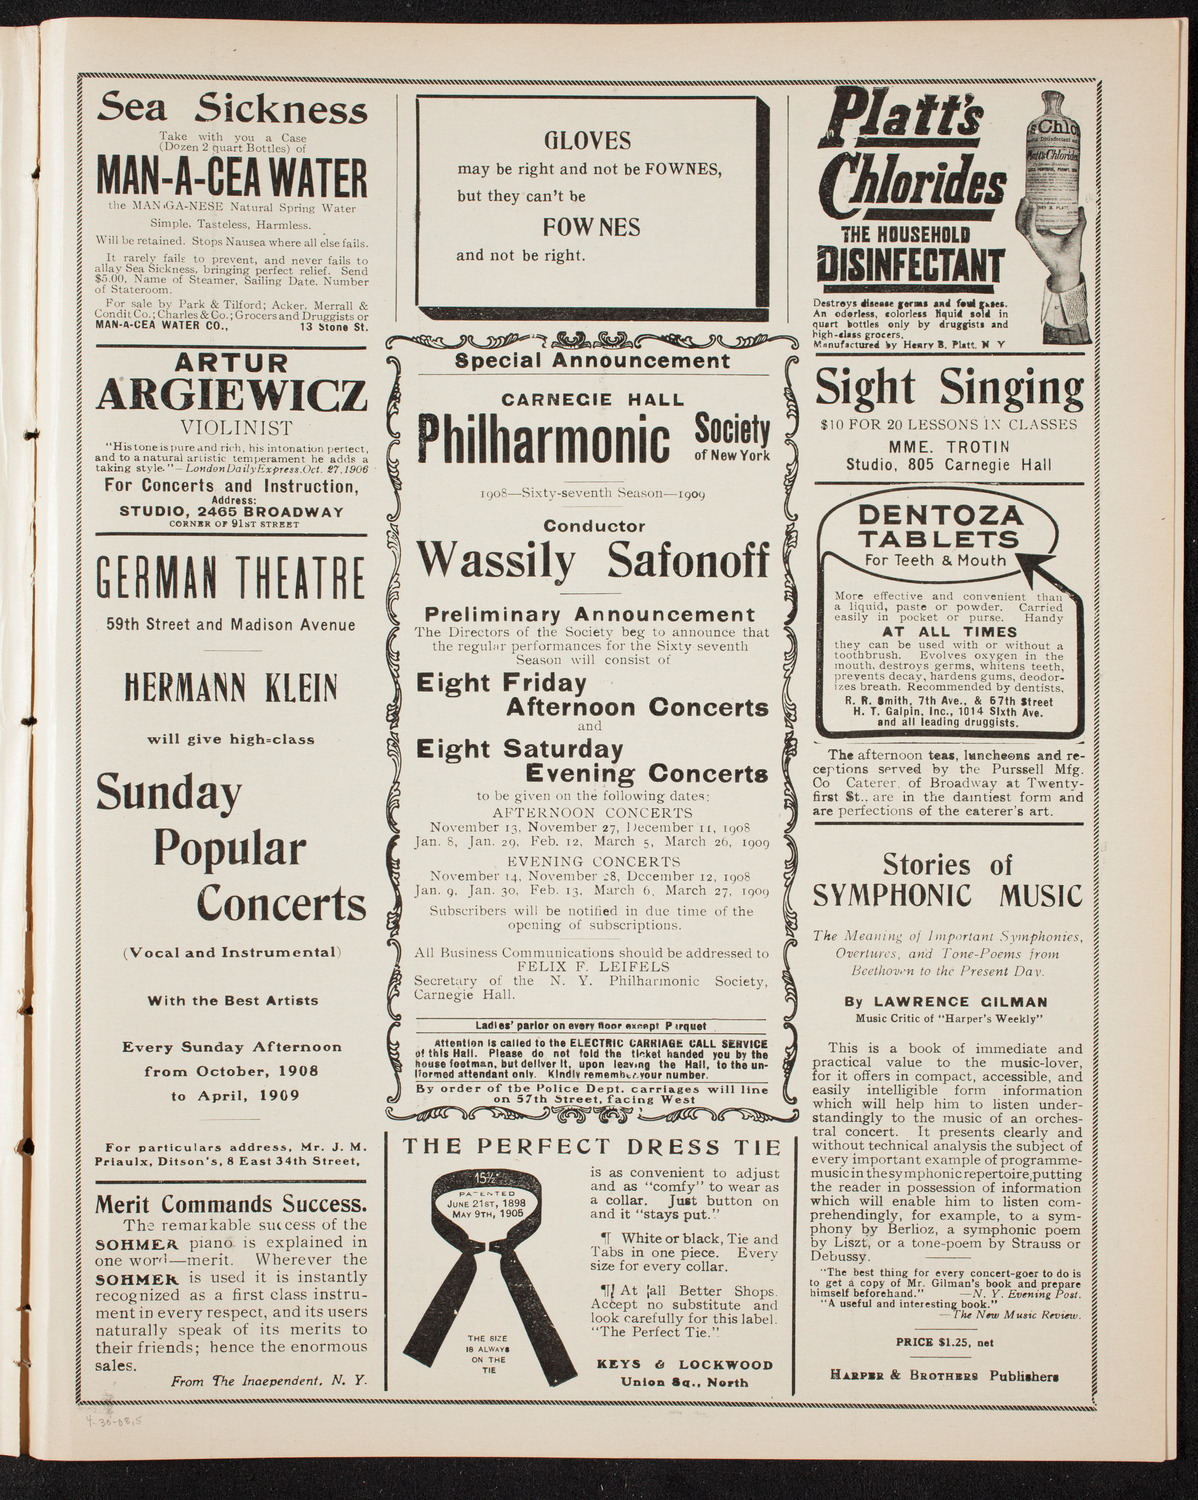 Sea Sickness
Take with you a Case
(Dozen 2 quart Bottles) of
MAN-A-CEA WATER
the MAN-GA-NESE Natural Spring Water
Simple, Tasteless, Harmless.
Will be retained. Stops Nausea where all else fails.
It rarely fails to prevent, and never fails to
allay Sea Sickness, bringing perfect relief. Send
$5.00, Name of Steamer, Sailing Date, Number
of Stateroom.
For sale by Park & Tilford; Acker, Merrall &
Condit Co.; Charles & Co.; Grocers and Druggists or
MAN-A-CEA WATER CO., 13 Stone St.
ARTUR
ARGIEWICZ
VIOLINIST
"His tone is pure and rich, his intonation perfect,
and to a natural artistic temperament he adds a
taking style."—London Daily Express, Oct. 27, 1906
For Concerts and Instruction,
Address:
STUDIO, 2465 BROADWAY
CORNER OF 91ST STREET
GERMAN THEATRE
59th Street and Madison Avenue
HERMANN KLEIN
will give high=class
Sunday
Popular
Concerts
(Vocal and Instrumental)
With the Best Artists
Every Sunday Afternoon
from October, 1908
to April, 1909
For particulars address, Mr. J. M.
Priaulx, Ditson's, 8 East 34th Street,
Merit Commands Success.
The remarkable success of the
SOHMER piano is explained in
one word—merit. Wherever the
SOHMER is used it is instantly
recognized as a first class instru-
ment in every respect, and its users
naturally speak of its merits to
their friends; hence the enormous
sales.
From The Independent, N. Y.
GLOVES
may be right and not be FOWNES,
but they can't be
FOWNES
and not be right.
Special Announcement
CARNEGIE HALL
Philharmonic Society
of New York
1908—Sixty-seventh Season—1909
Conductor
Wassily Safonoff
Preliminary Announcement
The Directors of the Society beg to announce that
the regular performances for the Sixty seventh
Season will consist of
Eight Friday
Afternoon Concerts
and
Eight Saturday
Evening Concerts
to be given on the following dates:
AFTERNOON CONCERTS
November 13, November 27, December 11, 1908
Jan. 8, Jan. 29, Feb. 12, March 5, March 26, 1909
EVENING CONCERTS
November 14, November 28, December 12, 1908
Jan. 9, Jan. 30, Feb. 13, March 6, March 27, 1909
Subscribers will be notified in due time of the
opening of subscriptions.
All Business Communications should be addressed to
FELIX F. LEIFELS
Secretary of the N. Y. Philharmonic Society,
Carnegie Hall.
Ladies' parlor on every floor except Parquet
Attention is called to the ELECTRIC CARRIAGE CALL SERVICE
of this Hall. Please do not fold the ticket handed you by the
house footman, but deliver it, upon leaving the Hall, to the un-
iformed attendant only. Kindly remember your number.
By order of the Police Dept. carriages will line
on 57th Street, facing West
THE PERFECT DRESS TIE
15½
PATENTED
JUNE 21ST, 1898
MAY 9TH, 1905
THE SIZE
IS ALWAYS
ON THE
TIE
is as convenient to adjust
and as "comfy" to wear as
a collar. Just button on
and it "stays put."
¶ White or black, Tie and
Tabs in one piece. Every
size for every collar.
¶ At all Better Shops.
Accept no substitute and
look carefully for this label.
"The Perfect Tie."
KEYS & LOCKWOOD
Union Sq., North
Platt's
Chlorides
THE HOUSEHOLD
DISINFECTANT
Destroys disease germs and foul gases.
An odorless, colorless liquid sold in
quart bottles only by druggists and
high-class grocers.
Manufactured by Henry B. Platt, N Y
Sight Singing
$10 FOR 20 LESSONS IN CLASSES
MME. TROTIN
Studio, 805 Carnegie Hall
DENTOZA
TABLETS
For Teeth & Mouth
More effective and convenient than
a liquid, paste or powder. Carried
easily in pocket or purse. Handy
AT ALL TIMES
they can be used with or without a
toothbrush. Evolves oxygen in the
mouth, destroys germs, whitens teeth,
prevents decay, hardens gums, deodor-
izes breath. Recommended by dentists,
R. R. Smith, 7th Ave., & 67th Street
H. T. Galpin, Inc., 1014 Sixth Ave.
and all leading druggists.
The afternoon teas, luncheons and re-
ceptions served by the Purssell Mfg.
Co Caterer, of Broadway at Twenty-
first St., are in the daintiest form and
are perfections of the caterer's art.
Stories of
SYMPHONIC MUSIC
The Meaning of Important Symphonies,
Overtures, and Tone-Poems from
Beethoven to the Present Day.
By LAWRENCE GILMAN
Music Critic of "Harper's Weekly"
This is a book of immediate and
practical value to the music-lover,
for it offers in compact, accessible, and
easily intelligible form information
which will help him to listen under-
standingly to the music of an orches-
tral concert. It presents clearly and
without technical analysis the subject of
every important example of programme-
music in the symphonic repertoire, putting
the reader in possession of information
which will enable him to listen com-
prehendingly, for example, to a sym-
phony by Berlioz, a symphonic poem
by Liszt, or a tone-poem by Strauss or
Debussy.
"The best thing for every concert-goer to do is
to get a copy of Mr. Gilman's book and prepare
himself beforehand." —N. Y. Evening Post.
"A useful and interesting book."
—The New Music Review.
PRICE $1.25, net
HARPER & BROTHERS Publishers
4-30-08,5